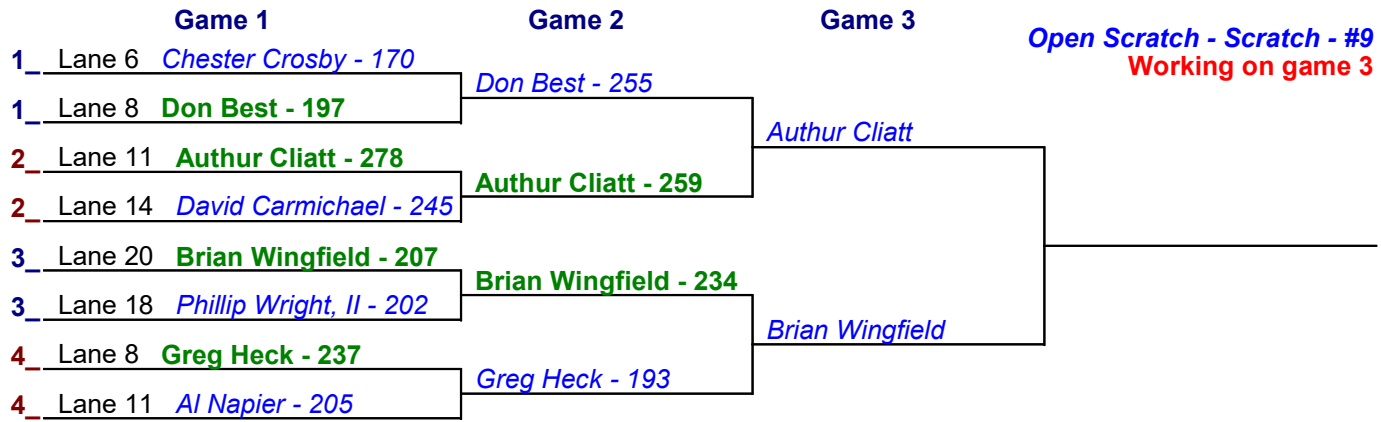 Game 1 Game 2 Game 3
Open Scratch - Scratch - #9
Working on game 3
1_ Lane 6 Chester Crosby - 170
Don Best - 255
1_ Lane 8 Don Best - 197
Authur Cliatt
2_ Lane 11 Authur Cliatt - 278
Authur Cliatt - 259
2_ Lane 14 David Carmichael - 245
3_ Lane 20 Brian Wingfield - 207
Brian Wingfield - 234
3_ Lane 18 Phillip Wright, II - 202
Brian Wingfield
4_ Lane 8 Greg Heck - 237
Greg Heck - 193
4_ Lane 11 Al Napier - 205